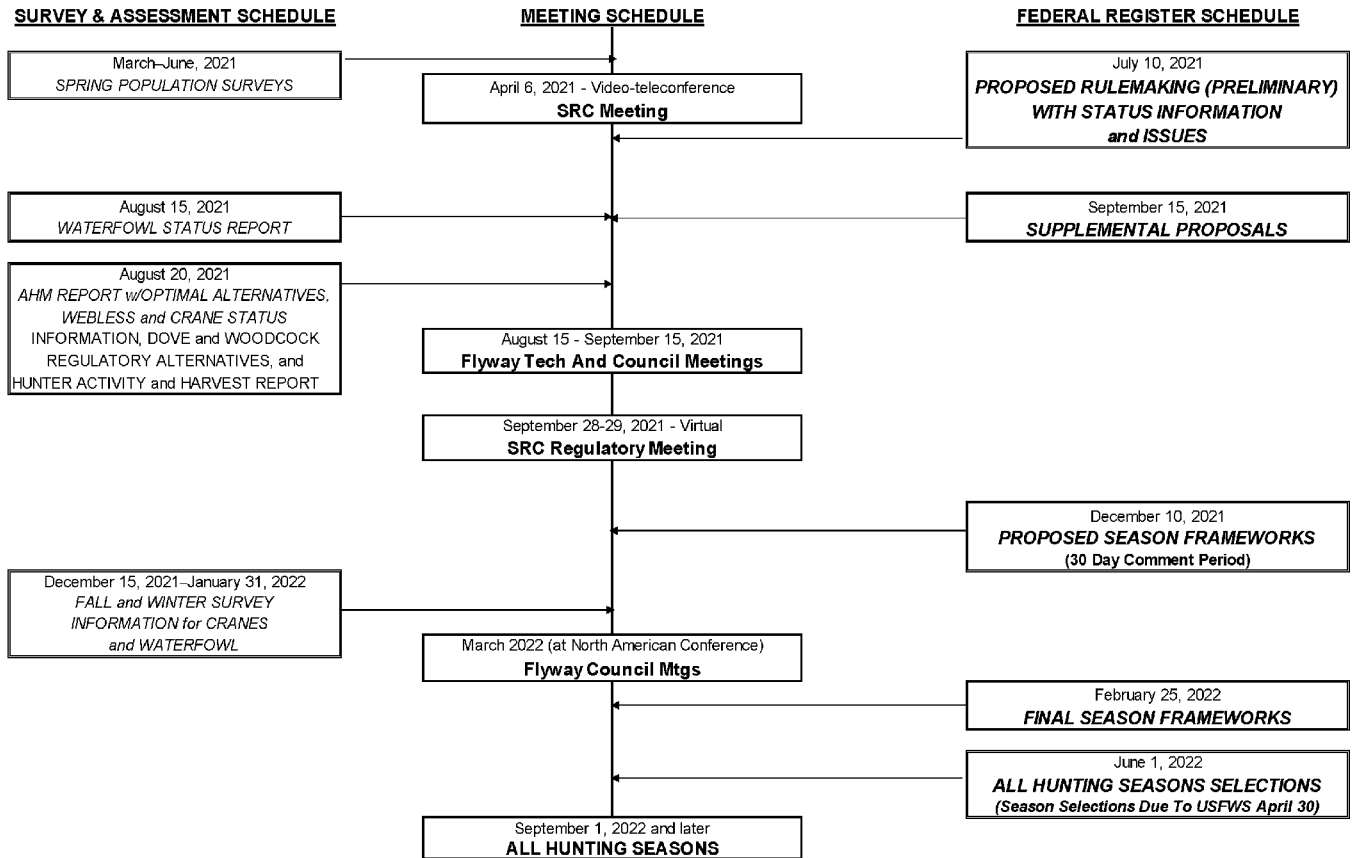 SURVEY & ASSESSMENT SCHEDULE
March–June, 2021
SPRING POPULATION SURVEYS
August 15, 2021
WATERFOWL STATUS REPORT
August 20, 2021
AHM REPORT w/OPTIMAL ALTERNATIVES,
WEBLESS and CRANE STATUS
INFORMATION, DOVE and WOODCOCK
REGULATORY ALTERNATIVES, and
HUNTER ACTIVITY and HARVEST REPORT
December 15, 2021–January 31, 2022
FALL and WINTER SURVEY
INFORMATION for CRANES
and WATERFOWL
MEETING SCHEDULE
April 6, 2021 - Video-teleconference
SRC Meeting
August 15 - September 15, 2021
Flyway Tech And Council Meetings
September 28-29, 2021 - Virtual
SRC Regulatory Meeting
March 2022 (at North American Conference)
Flyway Council Mtgs
September 1, 2022 and later
ALL HUNTING SEASONS
FEDERAL REGISTER SCHEDULE
July 10, 2021
PROPOSED RULEMAKING (PRELIMINARY)
WITH STATUS INFORMATION
and ISSUES
September 15, 2021
SUPPLEMENTAL PROPOSALS
December 10, 2021
PROPOSED SEASON FRAMEWORKS
(30 Day Comment Period)
February 25, 2022
FINAL SEASON FRAMEWORKS
June 1, 2022
ALL HUNTING SEASONS SELECTIONS
(Season Selections Due To USFWS April 30)